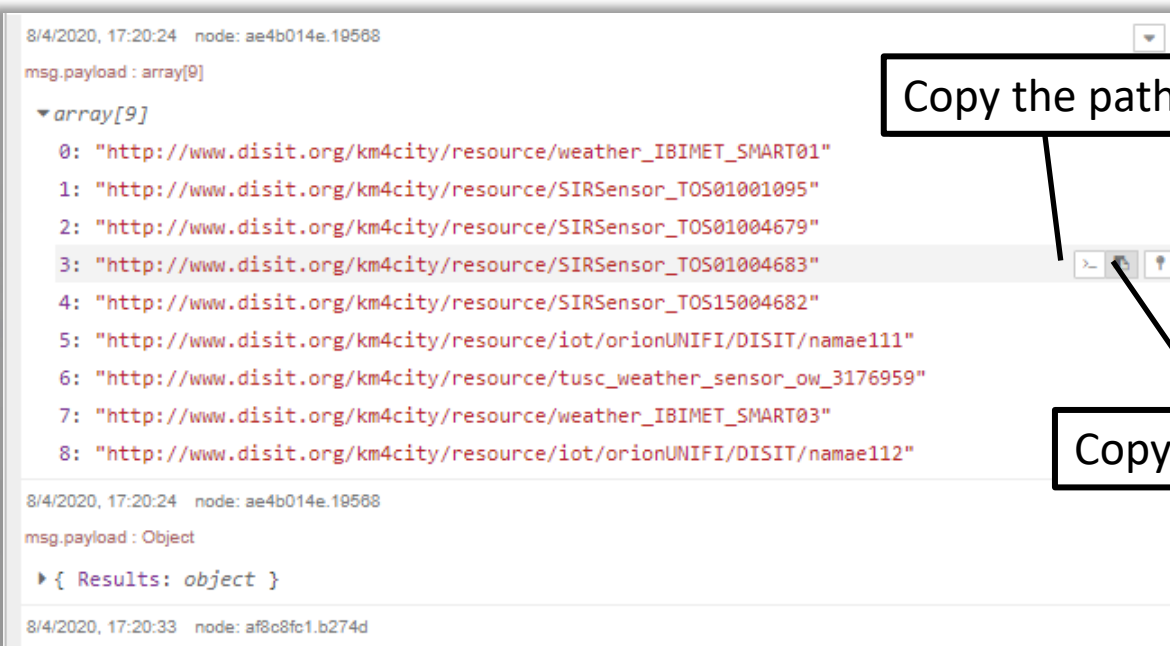 8/4/2020, 17:20:24 node: ae4b014e.19568
msg.payload : array[9]
Copy the path
array[9]
0: "http://www.disit.org/km4city/resource/weather_IBIMET_SMART01"
1: "http://www.disit.org/km4city/resource/SIRSensor_TOS01001095"
2: "http://www.disit.org/km4city/resource/SIRSensor_TOS01004679"
3: "http://www.disit.org/km4city/resource/SIRSensor_TOS01004683"
4: "http://www.disit.org/km4city/resource/SIRSensor_TOS15004682"
5: "http://www.disit.org/km4city/resource/iot/orionUNIFI/DISIT/namae111"
6: "http://www.disit.org/km4city/resource/tusc_weather_sensor_ow_3176959"
7: "http://www.disit.org/km4city/resource/weather_IBIMET_SMART03"
8: "http://www.disit.org/km4city/resource/iot/orionUNIFI/DISIT/namae112"
Copy
8/4/2020, 17:20:24 node: ae4b014e.19568
msg.payload : Object
{ Results: object }
8/4/2020, 17:20:33 node: af8c8fc1.b274d